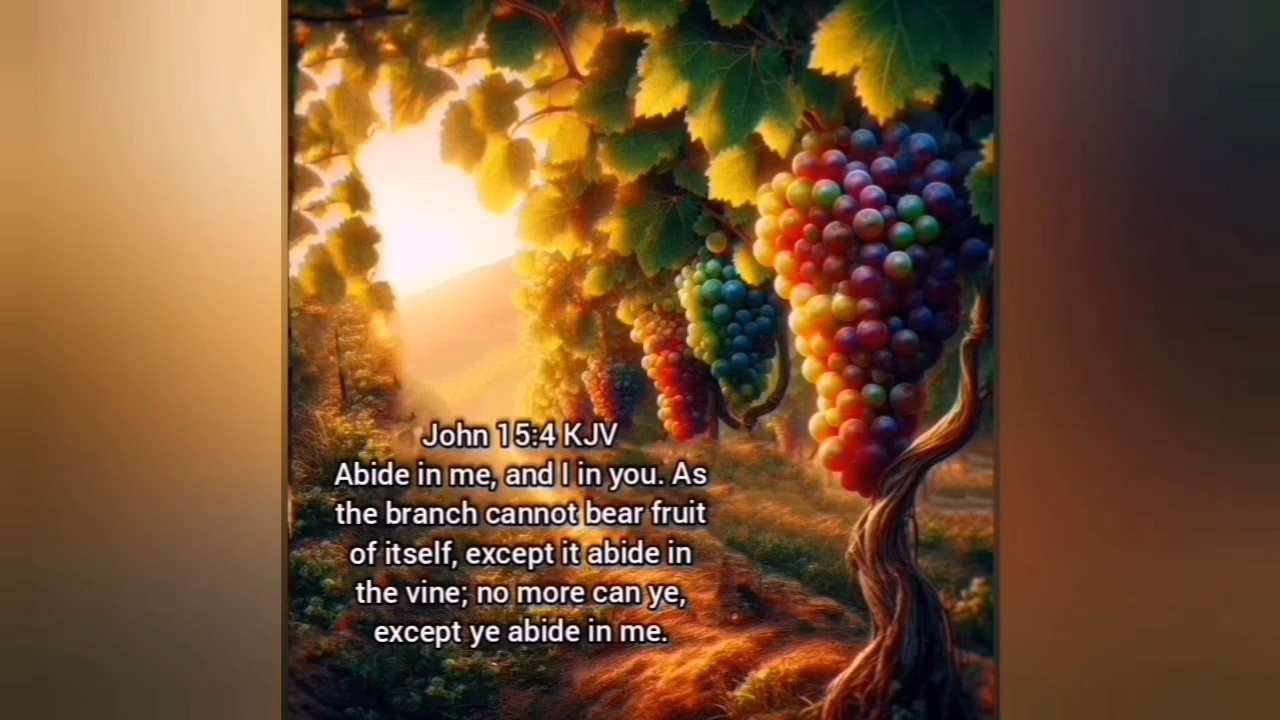 John 15:4 KJV
Abide in me, and I in you. As
the branch cannot bear fruit
of itself, except it abide in
the vine; no more can ye,
except ye abide in me.